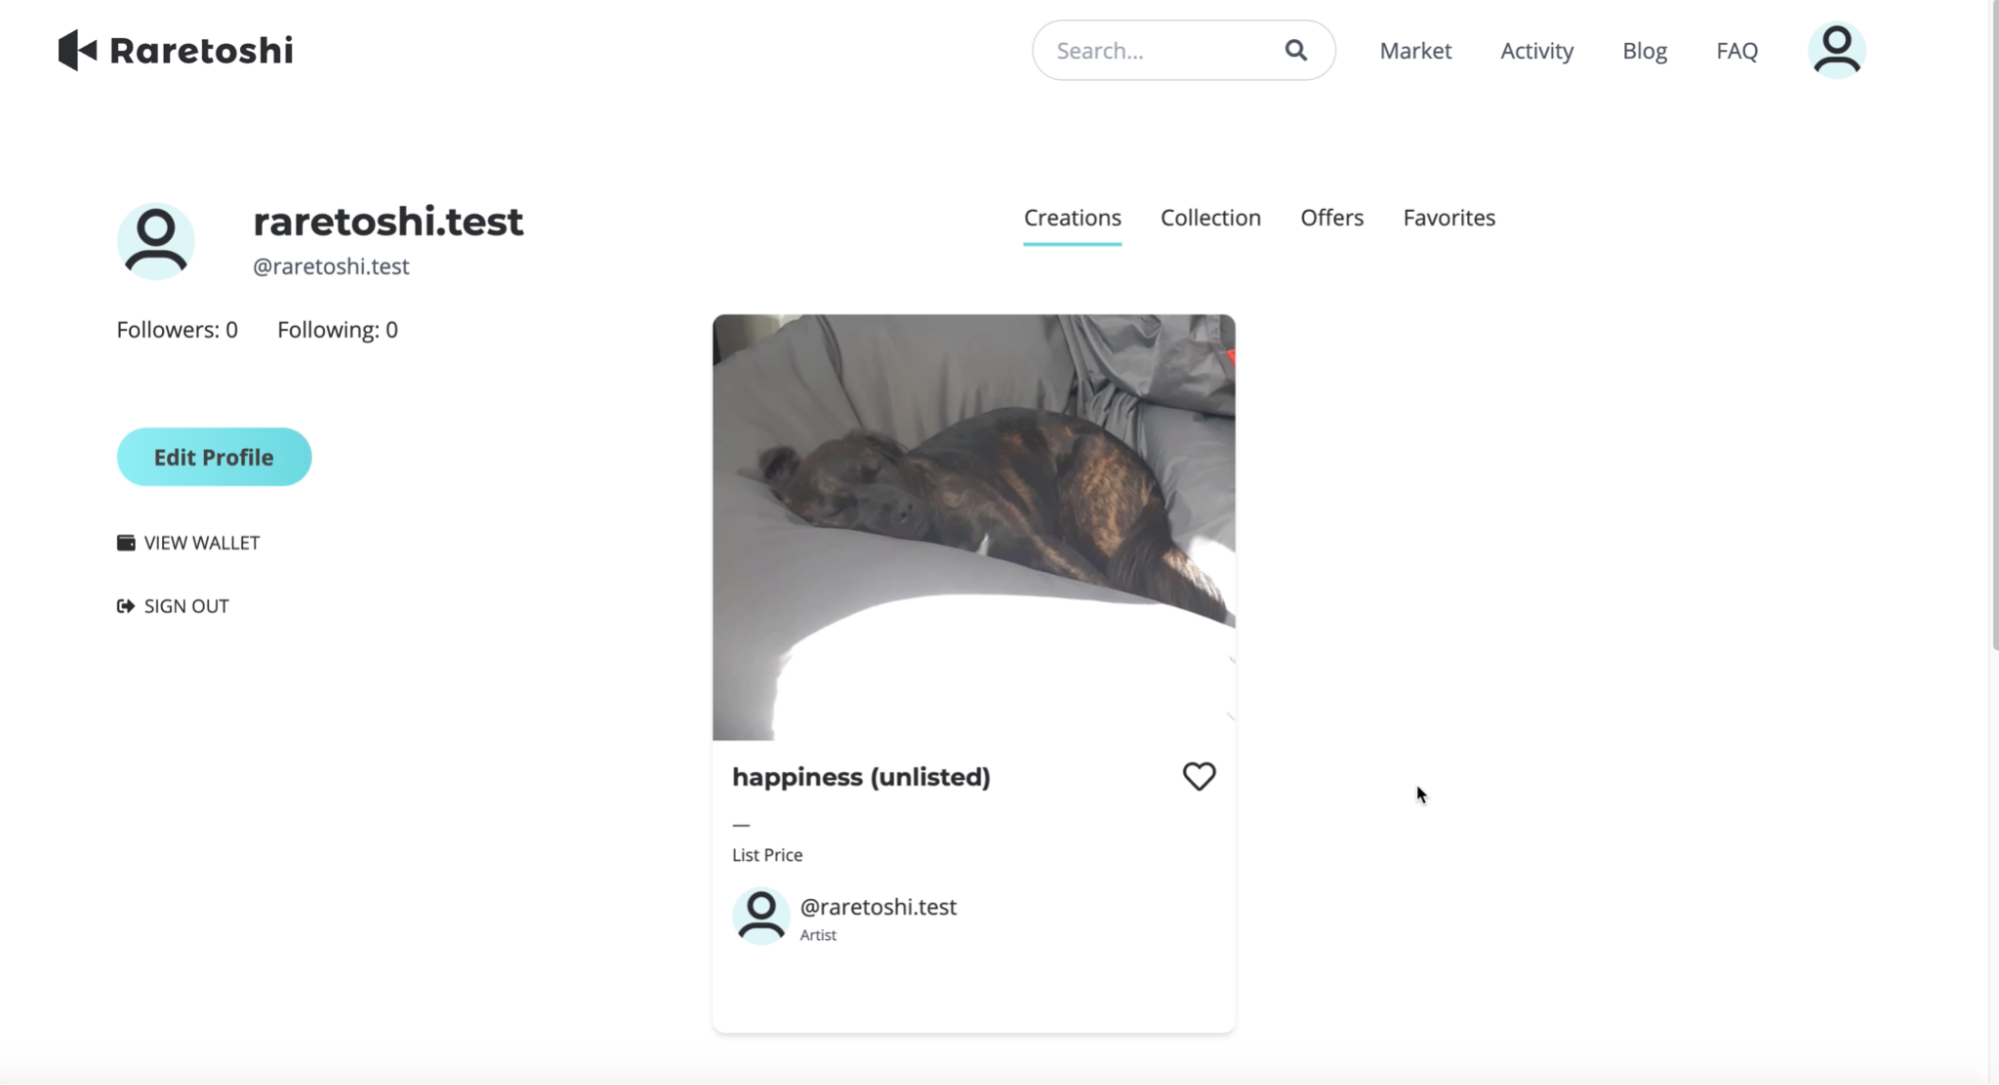 Raretoshi
Search...
Market
Activity
Blog
FAQ
raretoshi.test
@raretoshi.test
Followers: 0
Following: 0
Edit Profile
VIEW WALLET
SIGN OUT
Creations
Collection
Offers
Favorites
happiness (unlisted)
—
List Price
@raretoshi.test
Artist